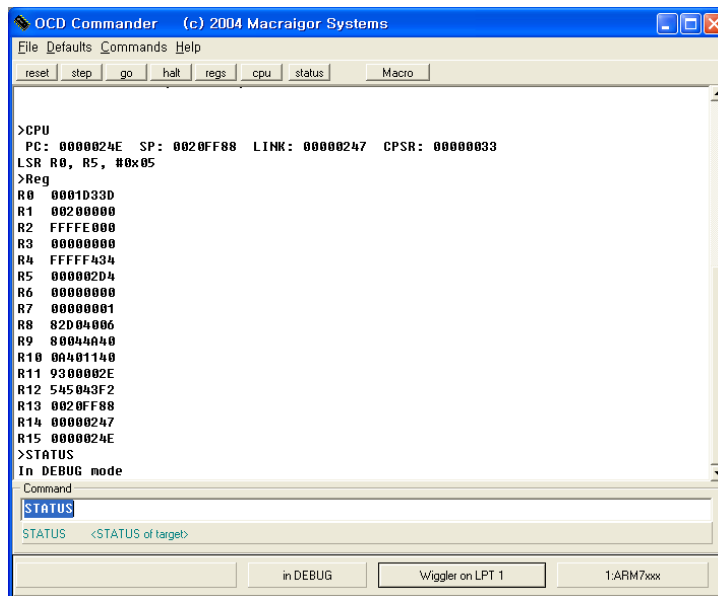 OCD Commander (c) 2004 Macraigor Systems
File Defaults Commands Help
reset step go halt regs cpu status Macro
>CPU
PC: 0000024E SP: 0020FF88 LINK: 00000247 CPSR: 00000033
LSR R0, R5, #0x05
>Reg
R0 0001D33D
R1 00200000
R2 FFFFE000
R3 00000000
R4 FFFFF434
R5 000002D4
R6 00000000
R7 00000001
R8 82D04006
R9 80044A40
R10 0A401140
R11 9300002E
R12 545043F2
R13 0020FF88
R14 00000247
R15 0000024E
>STATUS
In DEBUG mode
Command
STATUS
STATUS <STATUS of target>
in DEBUG Wiggler on LPT 1 1:ARM7xxx